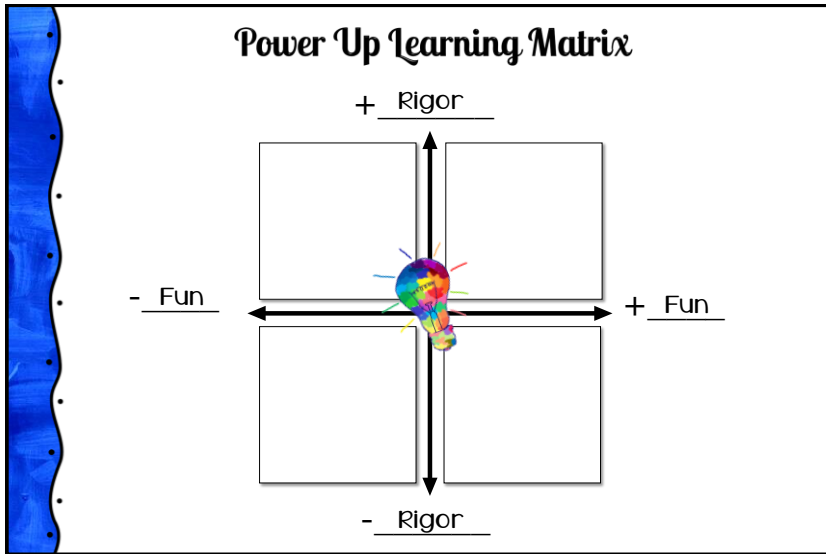 Power Up Learning Matrix
+ Rigor
- Fun
+ Fun
- Rigor